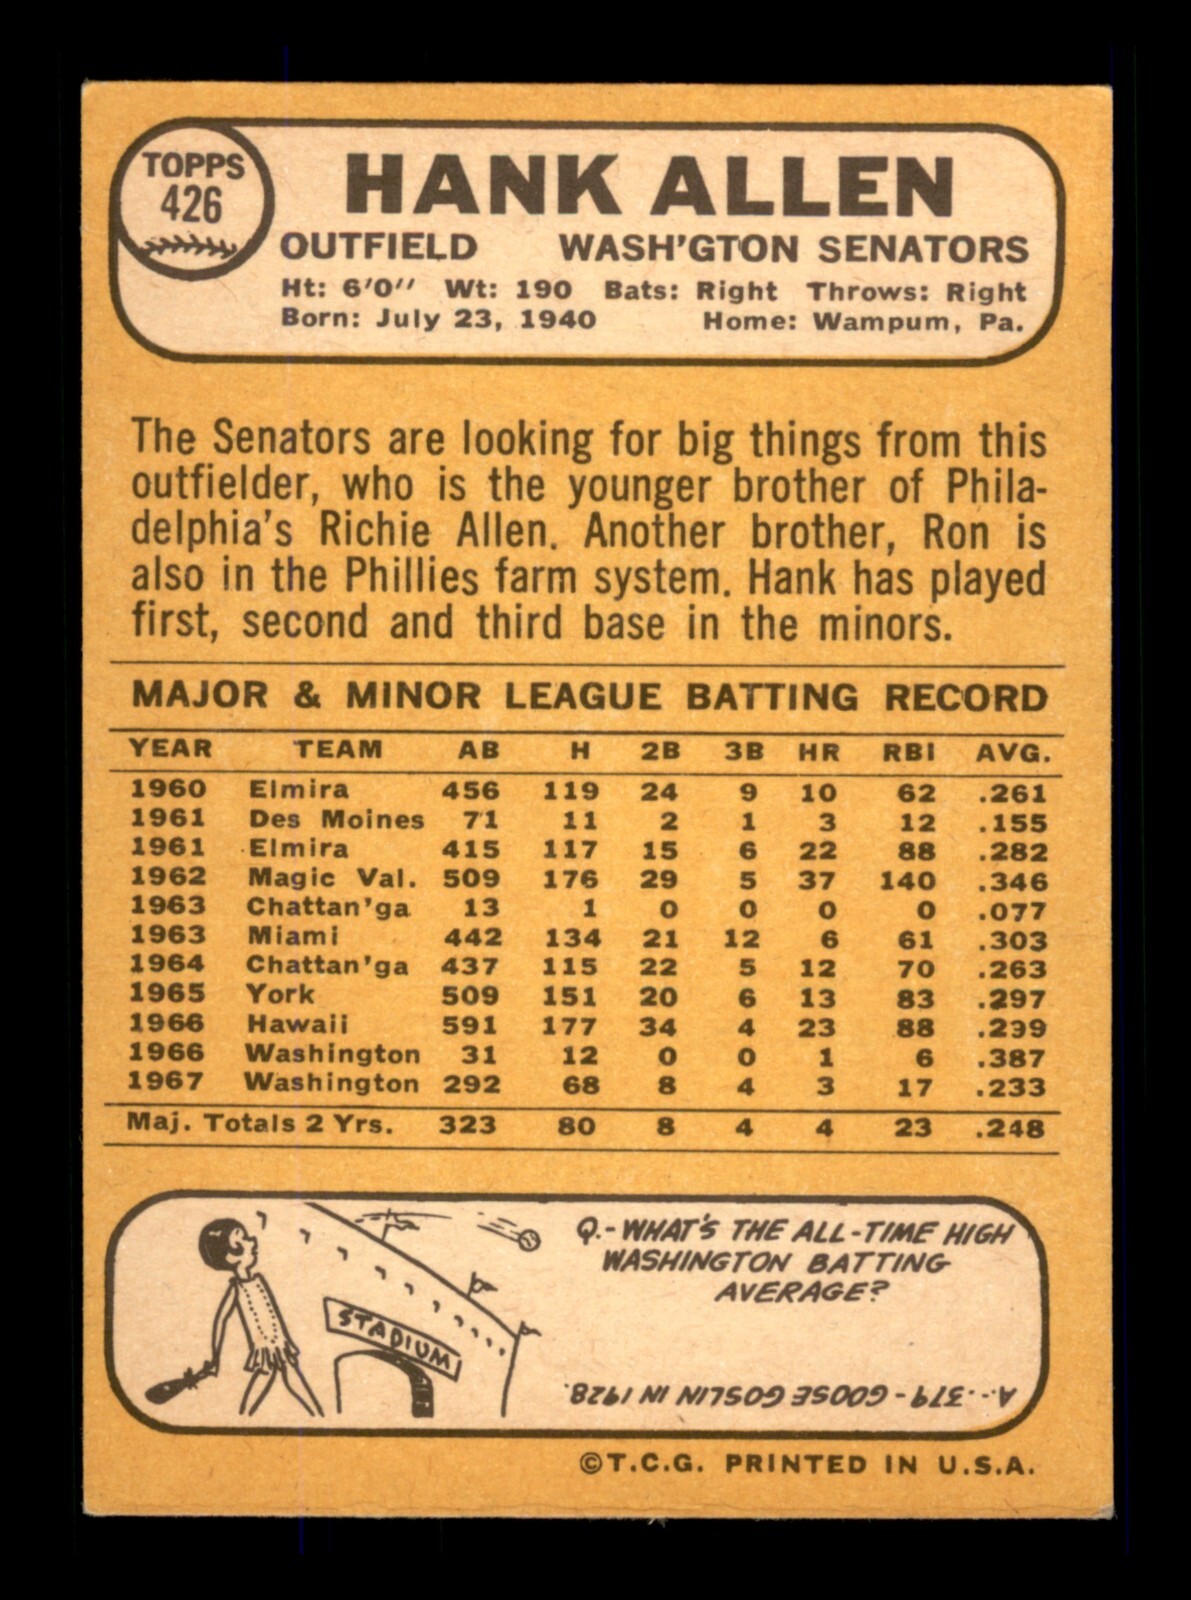 TOPPS
426
HANK ALLEN
OUTFIELD WASH'GTON SENATORS
Ht: 6'0" Wt: 190 Bats: Right Throws: Right
Born: July 23, 1940 Home: Wampum, Pa.
The Senators are looking for big things from this
outfielder, who is the younger brother of Phila-
delphia's Richie Allen. Another brother, Ron is
also in the Phillies farm system. Hank has played
first, second and third base in the minors.
MAJOR & MINOR LEAGUE BATTING RECORD
YEAR TEAM AB H 2B 3B HR RBI AVG.
1960 Elmira 456 119 24 9 10 62 .261
1961 Des Moines 71 11 2 1 3 12 .155
1961 Elmira 415 117 15 6 22 88 .282
1962 Magic Val. 509 176 29 5 37 140 .346
1963 Chattan'ga 13 1 0 0 0 0 .077
1963 Miami 442 134 21 12 6 61 .303
1964 Chattan'ga 437 115 22 5 12 70 .263
1965 York 509 151 20 6 13 83 .297
1966 Hawaii 591 177 34 4 23 88 .299
1966 Washington 31 12 0 0 1 6 .387
1967 Washington 292 68 8 4 3 17 .233
Maj. Totals 2 Yrs. 323 80 8 4 4 23 .248
STADIUM
Q.-WHAT'S THE ALL-TIME HIGH
WASHINGTON BATTING
AVERAGE?
A--.379 - GOOSE GOSLIN IN 1928.
©T.C.G. PRINTED IN U.S.A.